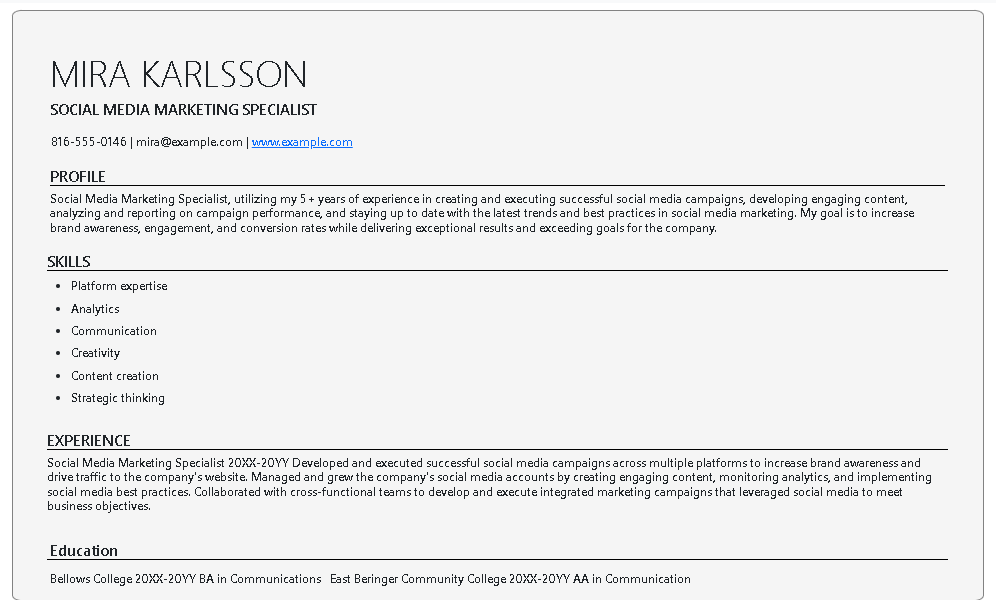 MIRA KARLSSON
SOCIAL MEDIA MARKETING SPECIALIST
816-555-0146 | mira@example.com | www.example.com
PROFILE
Social Media Marketing Specialist, utilizing my 5+ years of experience in creating and executing successful social media campaigns, developing engaging content,
analyzing and reporting on campaign performance, and staying up to date with the latest trends and best practices in social media marketing. My goal is to increase
brand awareness, engagement, and conversion rates while delivering exceptional results and exceeding goals for the company.
SKILLS
• Platform expertise
• Analytics
• Communication
• Creativity
• Content creation
• Strategic thinking
EXPERIENCE
Social Media Marketing Specialist 20XX-20YY Developed and executed successful social media campaigns across multiple platforms to increase brand awareness and
drive traffic to the company's website. Managed and grew the company's social media accounts by creating engaging content, monitoring analytics, and implementing
social media best practices. Collaborated with cross-functional teams to develop and execute integrated marketing campaigns that leveraged social media to meet
business objectives.
Education
Bellows College 20XX-20YY BA in Communications East Beringer Community College 20XX-20YY AA in Communication